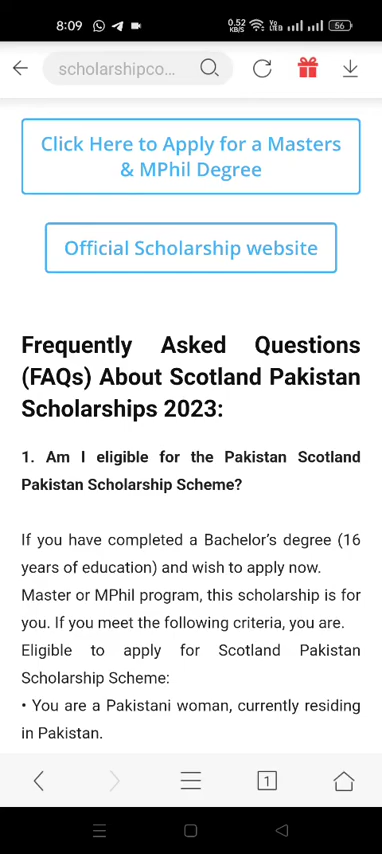 8:09
0.52 KB/S
Vo LTE
56
scholarshipco...
Click Here to Apply for a Masters
& MPhil Degree
Official Scholarship website
Frequently Asked Questions
(FAQs) About Scotland Pakistan
Scholarships 2023:
1. Am I eligible for the Pakistan Scotland
Pakistan Scholarship Scheme?
If you have completed a Bachelor's degree (16
years of education) and wish to apply now.
Master or MPhil program, this scholarship is for
you. If you meet the following criteria, you are.
Eligible to apply for Scotland Pakistan
Scholarship Scheme:
• You are a Pakistani woman, currently residing
in Pakistan.
1